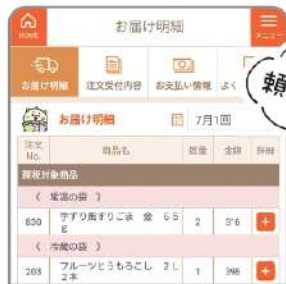 お届け明細
HOME
メニュー
お届け明細 注文受付内容 お支払い情報 よく
頼
お届け明細 7月1回
注文No. 商品名 数量 金額 詳細
課税対象商品
《 常温の袋 》
830 すずり風すりごま 金 65g 2 376 +
《 冷蔵の袋 》
203 フルーツとうもろこし 2L 2本 1 398 +